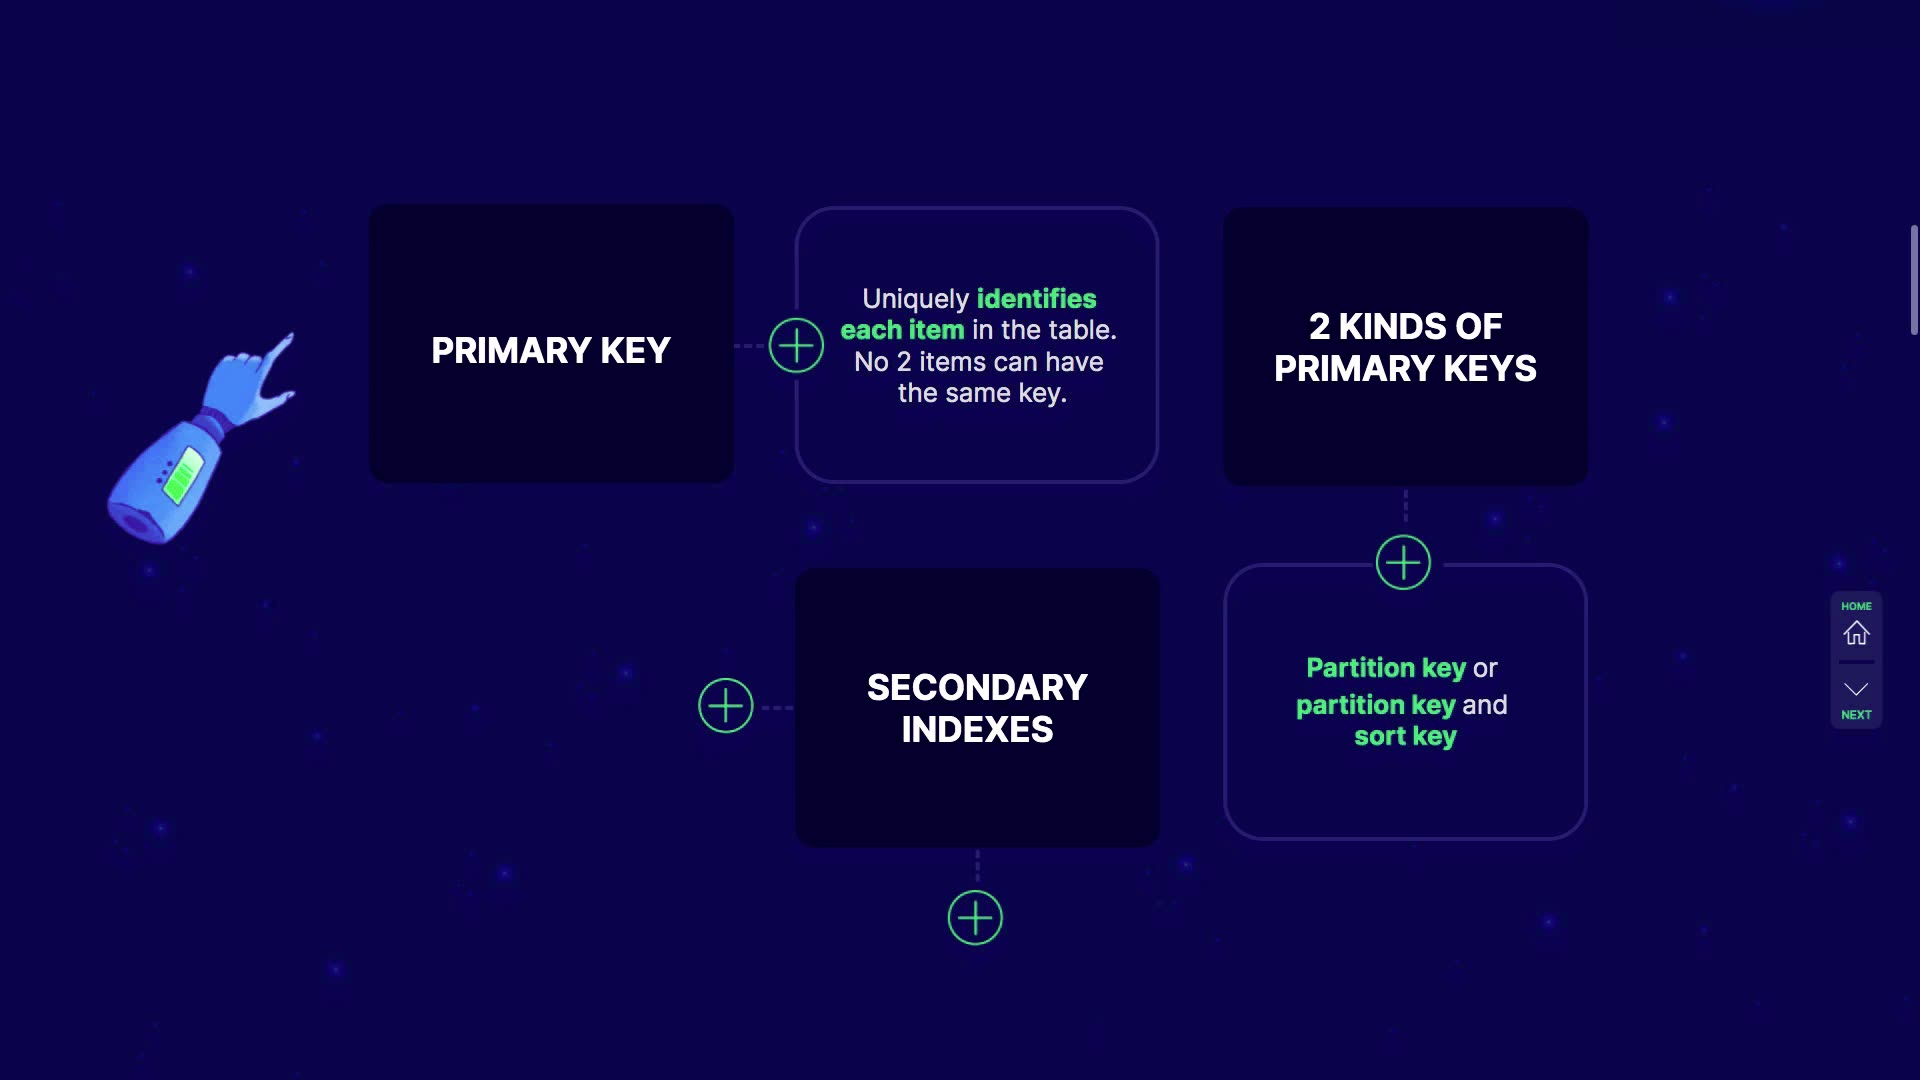 PRIMARY KEY
Uniquely identifies
each item in the table.
No 2 items can have
the same key.
2 KINDS OF
PRIMARY KEYS
SECONDARY
INDEXES
Partition key or
partition key and
sort key
HOME
NEXT